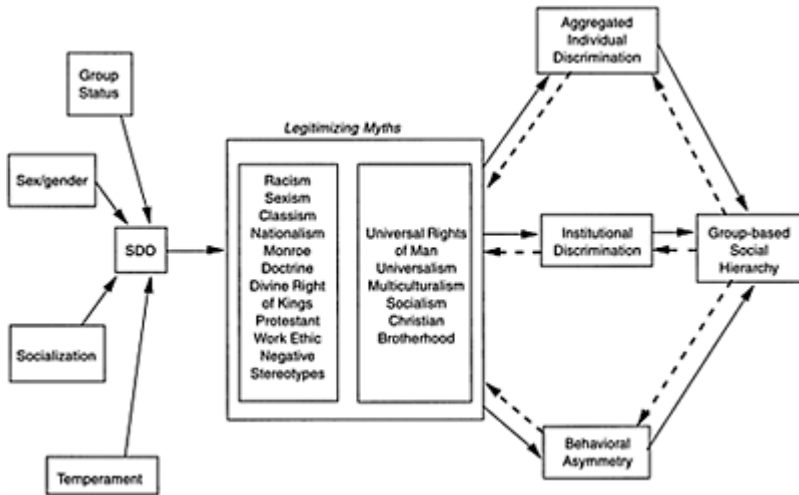 Group
Status
Sex/gender
SDO
Socialization
Temperament
Legitimizing Myths
Racism
Sexism
Classism
Nationalism
Monroe
Doctrine
Divine Right
of Kings
Protestant
Work Ethic
Negative
Stereotypes
Universal Rights
of Man
Universalism
Multiculturalism
Socialism
Christian
Brotherhood
Aggregated
Individual
Discrimination
Institutional
Discrimination
Behavioral
Asymmetry
Group-based
Social
Hierarchy